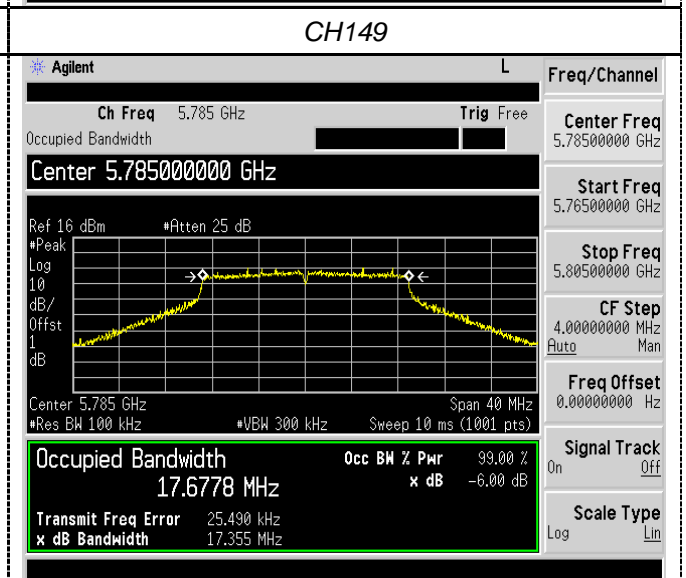 CH149
Agilent L
Ch Freq 5.785 GHz Trig Free
Occupied Bandwidth
Center 5.785000000 GHz
Ref 16 dBm #Atten 25 dB
#Peak
Log
10
dB/
Offst
1
dB
Center 5.785 GHz Span 40 MHz
#Res BW 100 kHz #VBW 300 kHz Sweep 10 ms (1001 pts)
Occupied Bandwidth Occ BW % Pwr 99.00 %
17.6778 MHz x dB -6.00 dB
Transmit Freq Error 25.490 kHz
x dB Bandwidth 17.355 MHz
Freq/Channel
Center Freq
5.78500000 GHz
Start Freq
5.76500000 GHz
Stop Freq
5.80500000 GHz
CF Step
4.00000000 MHz
Auto Man
Freq Offset
0.00000000 Hz
Signal Track
On Off
Scale Type
Log Lin